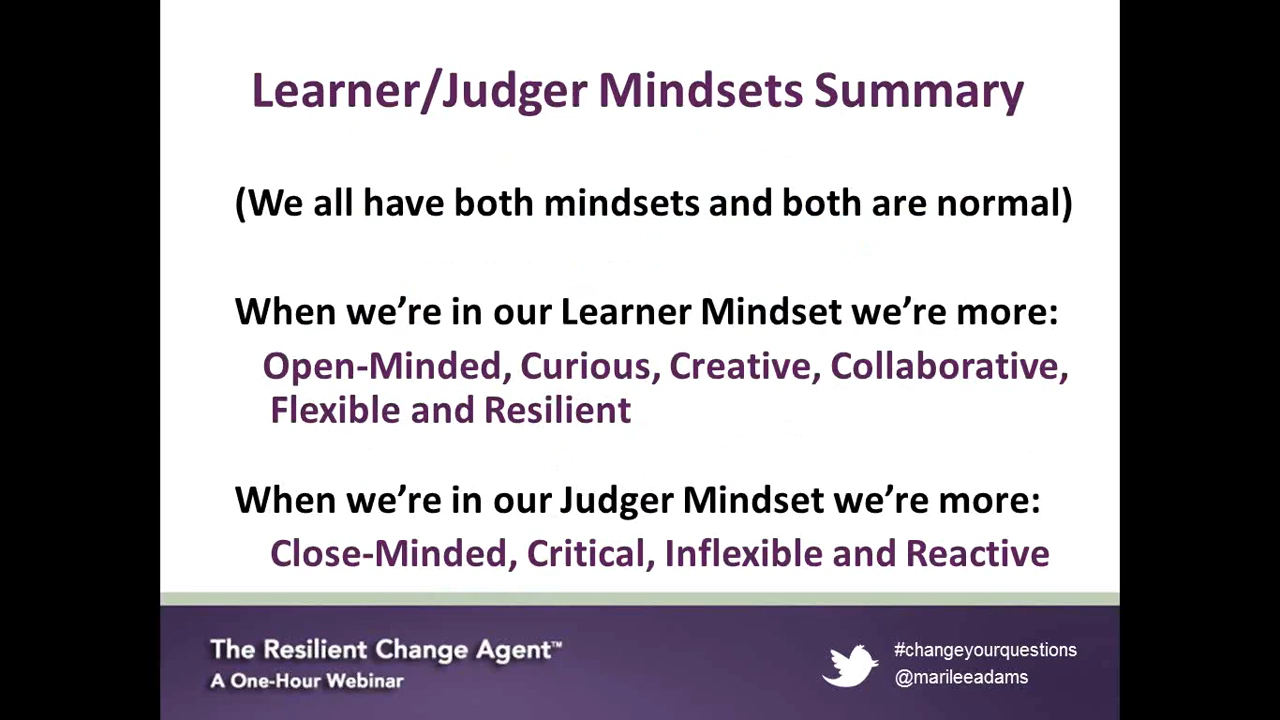 Learner/Judger Mindsets Summary
(We all have both mindsets and both are normal)
When we’re in our Learner Mindset we’re more:
Open-Minded, Curious, Creative, Collaborative,
Flexible and Resilient
When we’re in our Judger Mindset we’re more:
Close-Minded, Critical, Inflexible and Reactive
The Resilient Change Agent™
A One-Hour Webinar
#changeyourquestions
@marileeadams